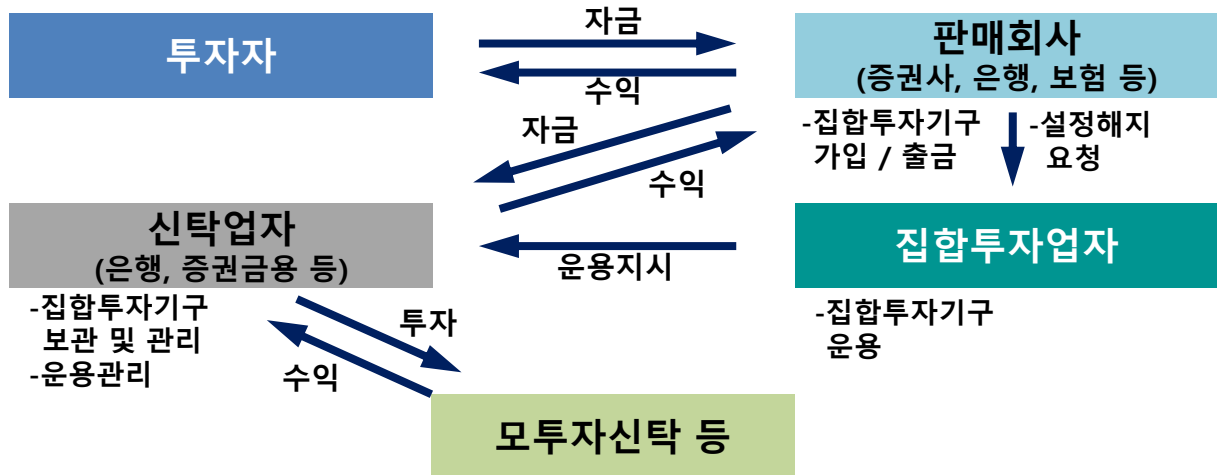 투자자
자금
수익
판매회사
(증권사, 은행, 보험 등)
-집합투자기구
가입 / 출금
-설정해지
요청
자금
수익
신탁업자
(은행, 증권금용 등)
운용지시
집합투자업자
-집합투자기구
보관 및 관리
-운용관리
투자
수익
-집합투자기구
운용
모투자신탁 등